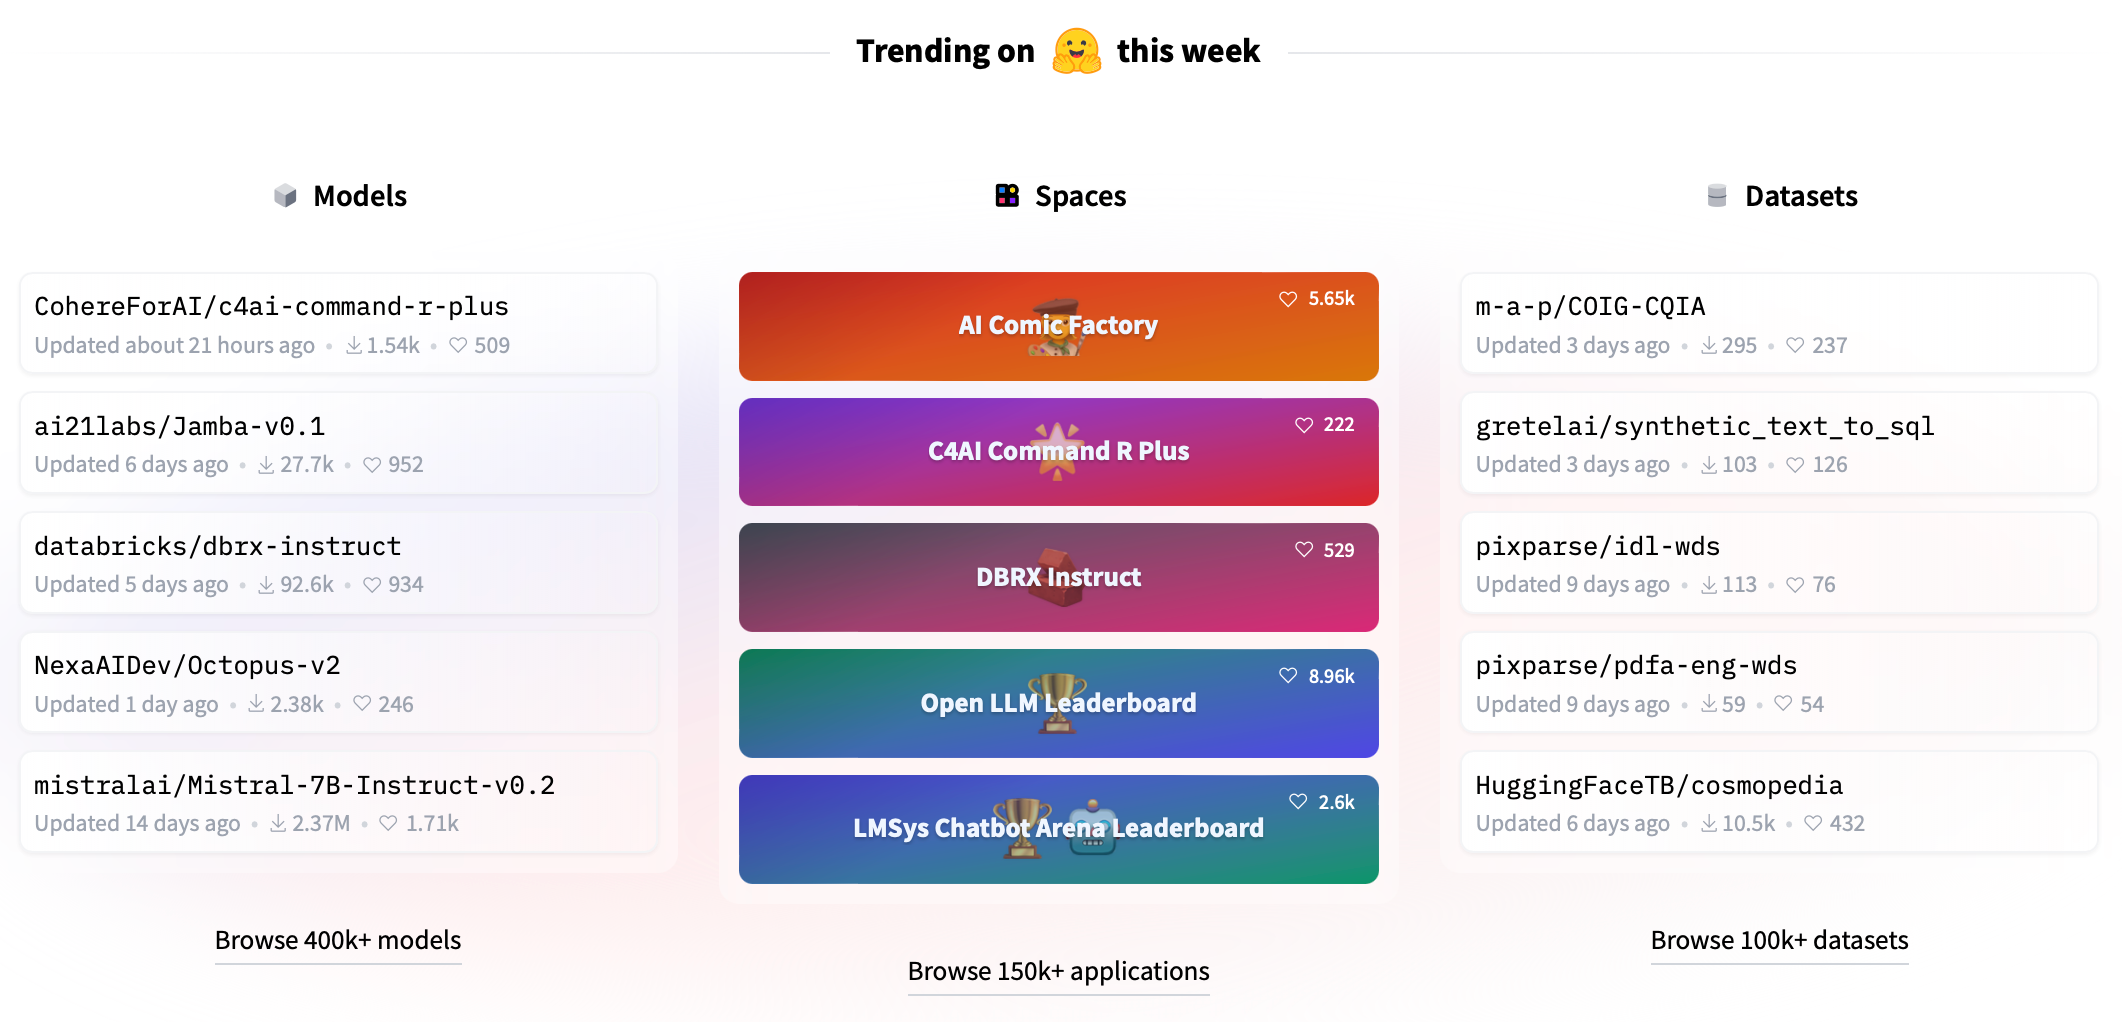 Trending on 🤗 this week
Models
CohereForAI/c4ai-command-r-plus
Updated about 21 hours ago • 1.54k • 509
ai21labs/Jamba-v0.1
Updated 6 days ago • 27.7k • 952
databricks/dbrx-instruct
Updated 5 days ago • 92.6k • 934
NexaAIDev/Octopus-v2
Updated 1 day ago • 2.38k • 246
mistralai/Mistral-7B-Instruct-v0.2
Updated 14 days ago • 2.37M • 1.71k
Browse 400k+ models
Spaces
5.65k
AI Comic Factory
222
C4AI Command R Plus
529
DBRX Instruct
8.96k
Open LLM Leaderboard
2.6k
LMSys Chatbot Arena Leaderboard
Browse 150k+ applications
Datasets
m-a-p/COIG-CQIA
Updated 3 days ago • 295 • 237
gretelai/synthetic_text_to_sql
Updated 3 days ago • 103 • 126
pixparse/idl-wds
Updated 9 days ago • 113 • 76
pixparse/pdfa-eng-wds
Updated 9 days ago • 59 • 54
HuggingFaceTB/cosmopedia
Updated 6 days ago • 10.5k • 432
Browse 100k+ datasets